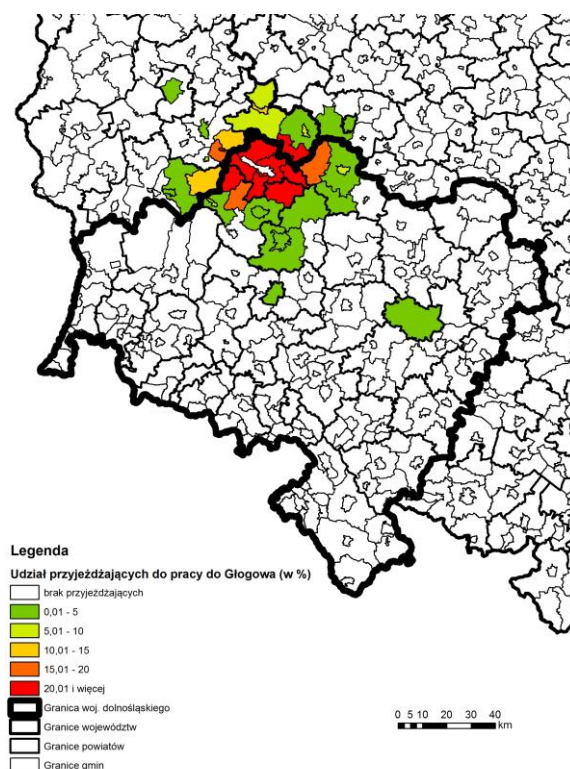 Legenda
Udział przyjeżdżających do pracy do Głogowa (w %)
brak przyjeżdżających
0,01 - 5
5,01 - 10
10,01 - 15
15,01 - 20
20,01 i więcej
Granica woj. dolnośląskiego
Granice województw
Granice powiatów
Granice gmin
0 5 10 20 30 40
km